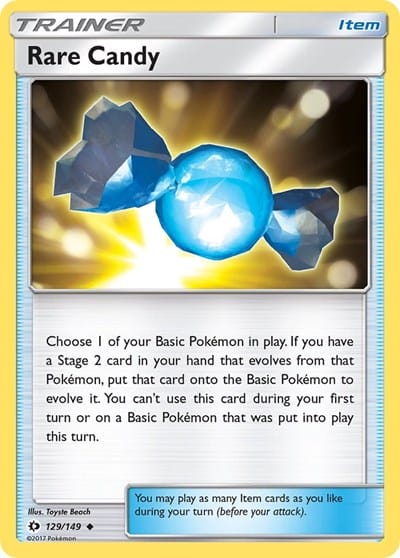 TRAINER
Item
Rare Candy
Choose 1 of your Basic Pokémon in play. If you have
a Stage 2 card in your hand that evolves from that
Pokémon, put that card onto the Basic Pokémon to
evolve it. You can't use this card during your first
turn or on a Basic Pokémon that was put into play
this turn.
Illus. Toyste Beach
129/149
©2017 Pokémon
You may play as many Item cards as you like
during your turn (before your attack).